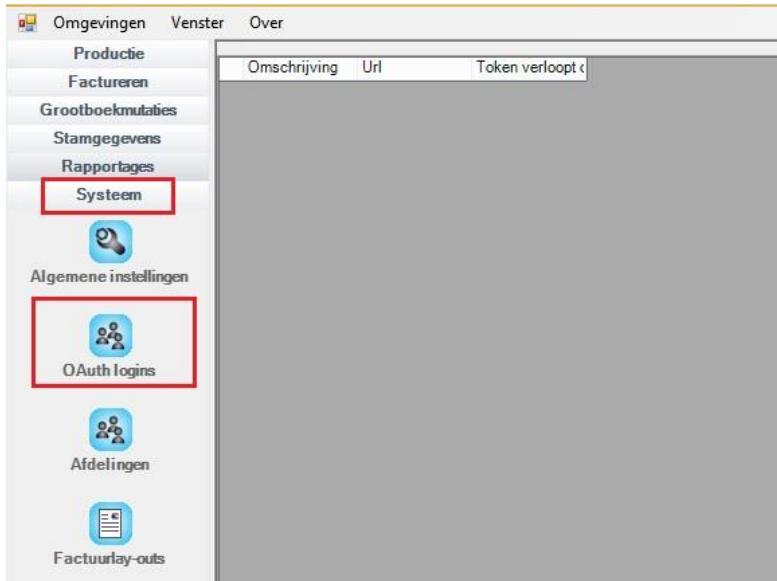 Omgevingen Venster Over
Productie
Factureren
Grootboekmutaties
Stamgegevens
Rapportages
Systeem
Algemene instellingen
OAuth logins
Afdelingen
Factuurlay-outs
Omschrijving Url Token verloopt